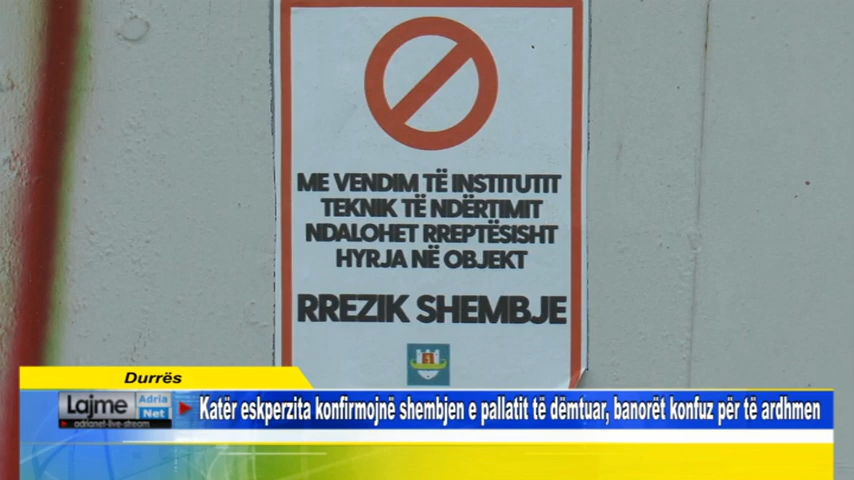 ME VENDIM TË INSTITUTIT
TEKNIK TË NDËRTIMIT
NDALOHET RREPTËSISHT
HYRJA NË OBJEKT
RREZIK SHEMBJE
Durrës
Lajme
Adria
Net
adrianet-live-stream
Katër eskperzita konfirmojnë shembjen e pallatit të dëmtuar, banorët konfuz për të ardhmen